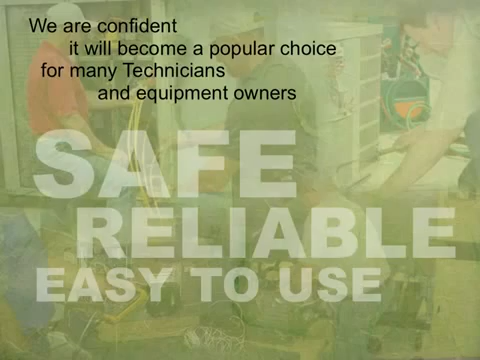 We are confident
it will become a popular choice
for many Technicians
and equipment owners
SAFE
RELIABLE
EASY TO USE